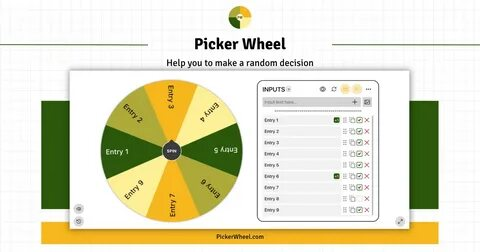 Picker Wheel
Help you to make a random decision
Entry 1
Entry 2
Entry 3
Entry 4
Entry 5
Entry 7
Entry 9
SPIN
INPUTS
Input text here...
Entry 1
Entry 2
Entry 3
Entry 4
Entry 5
Entry 6
Entry 7
Entry 8
Entry 9
PickerWheel.com